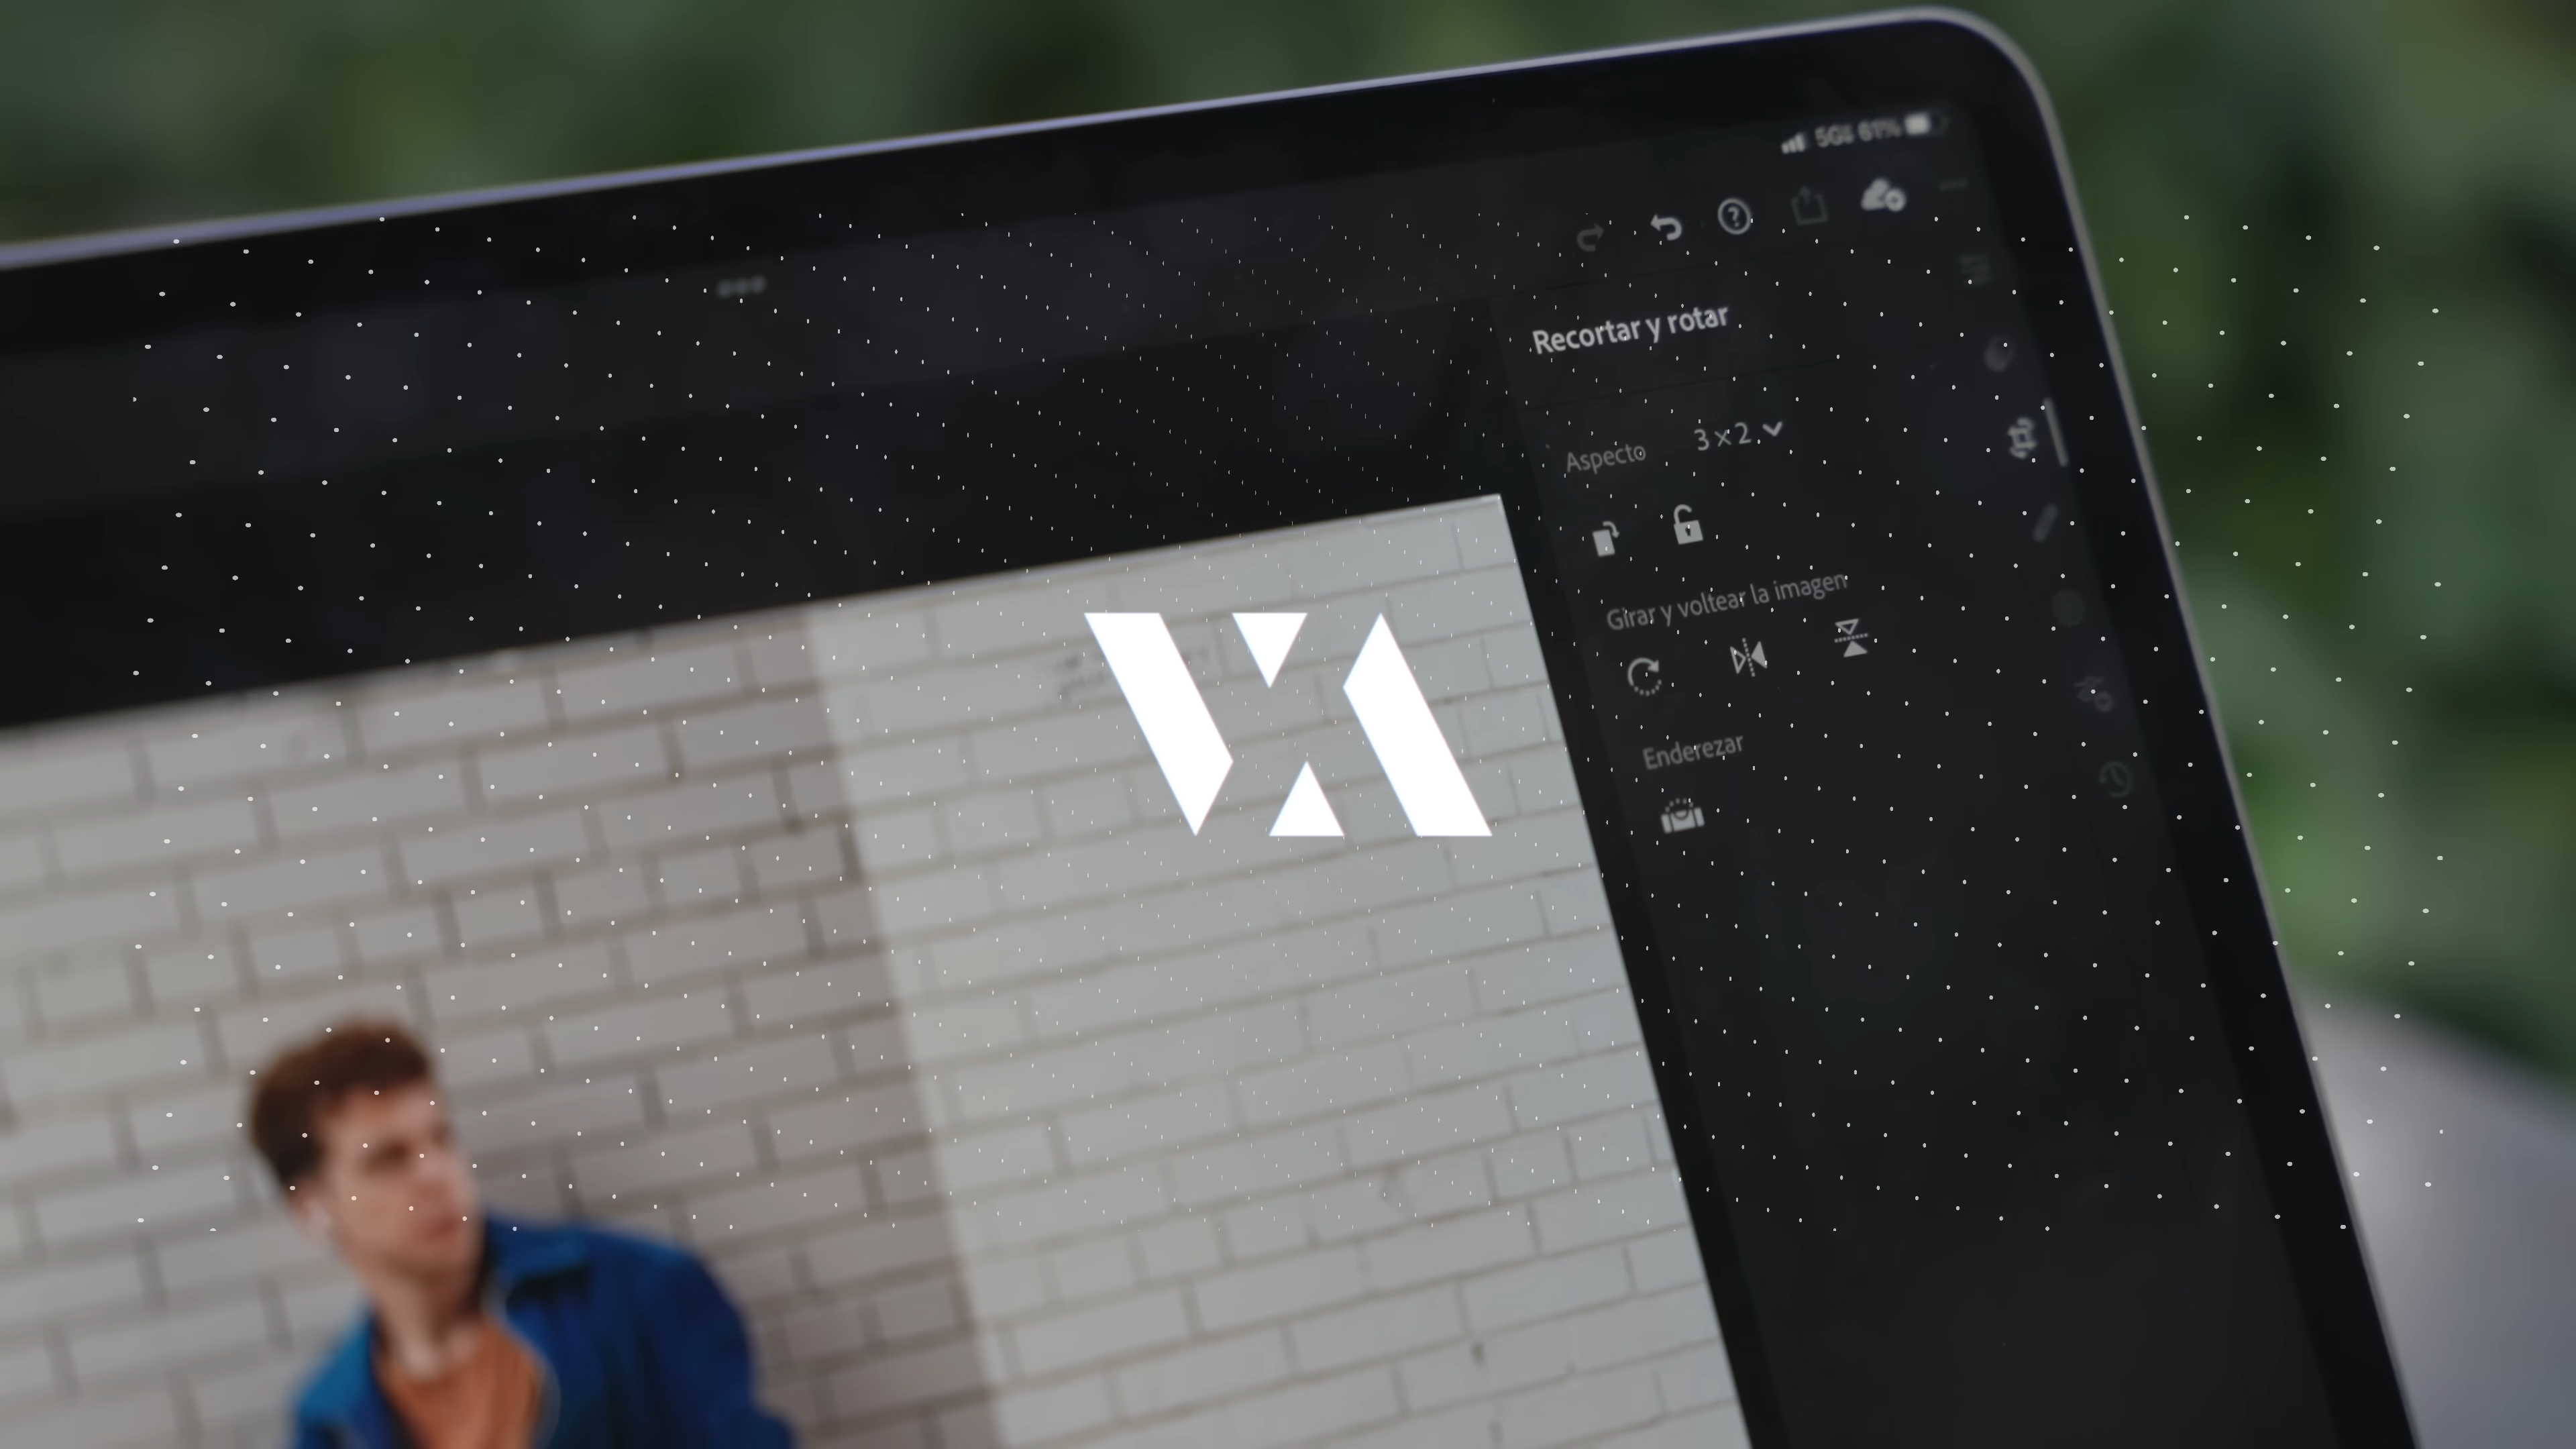 5G 61%
Recortar y rotar
Aspecto 3 x 2
Girar y voltear la imagen
Enderezar